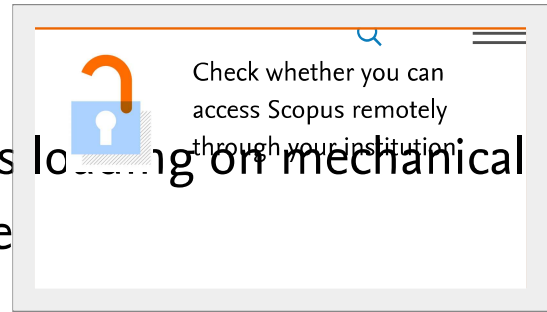 Check whether you can
access Scopus remotely
through your institution
s loading on mechanical
e